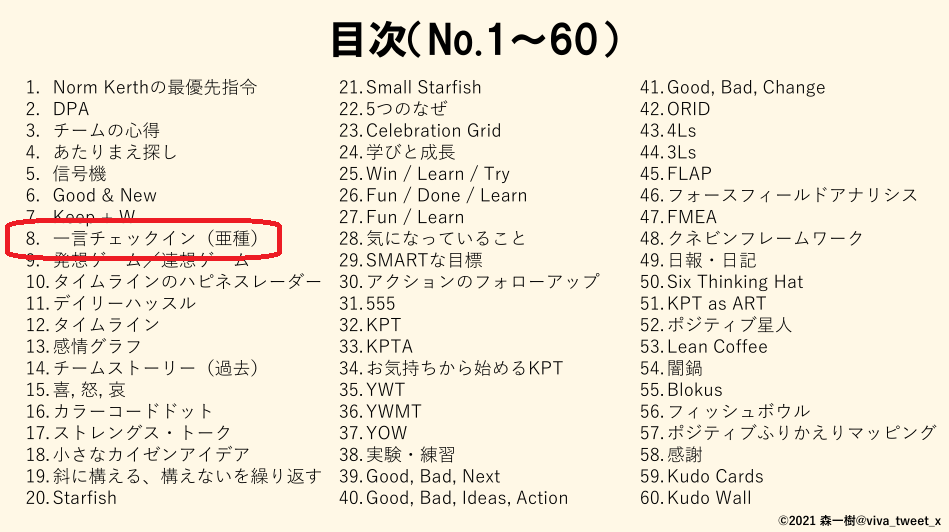 目次(No.1～60)
1. Norm Kerthの最優先指令
2. DPA
3. チームの心得
4. あたりまえ探し
5. 信号機
6. Good & New
7. Keep + W
8. 一言チェックイン（亜種）
9. 発想ゲーム／連想ゲーム
10.タイムラインのハピネスレーダー
11.デイリーハッスル
12.タイムライン
13.感情グラフ
14.チームストーリー（過去）
15.喜, 怒, 哀
16.カラーコードドット
17.ストレングス・トーク
18.小さなカイゼンアイデア
19.斜に構える、構えないを繰り返す
20.Starfish
21.Small Starfish
22.5つのなぜ
23.Celebration Grid
24.学びと成長
25.Win / Learn / Try
26.Fun / Done / Learn
27.Fun / Learn
28.気になっていること
29.SMARTな目標
30.アクションのフォローアップ
31.555
32.KPT
33.KPTA
34.お気持ちから始めるKPT
35.YWT
36.YWMT
37.YOW
38.実験・練習
39.Good, Bad, Next
40.Good, Bad, Ideas, Action
41.Good, Bad, Change
42.ORID
43.4Ls
44.3Ls
45.FLAP
46.フォースフィールドアナリシス
47.FMEA
48.クネビンフレームワーク
49.日報・日記
50.Six Thinking Hat
51.KPT as ART
52.ポジティブ星人
53.Lean Coffee
54.闇鍋
55.Blokus
56.フィッシュボウル
57.ポジティブふりかえりマッピング
58.感謝
59.Kudo Cards
60.Kudo Wall
©2021 森一樹@viva_tweet_x